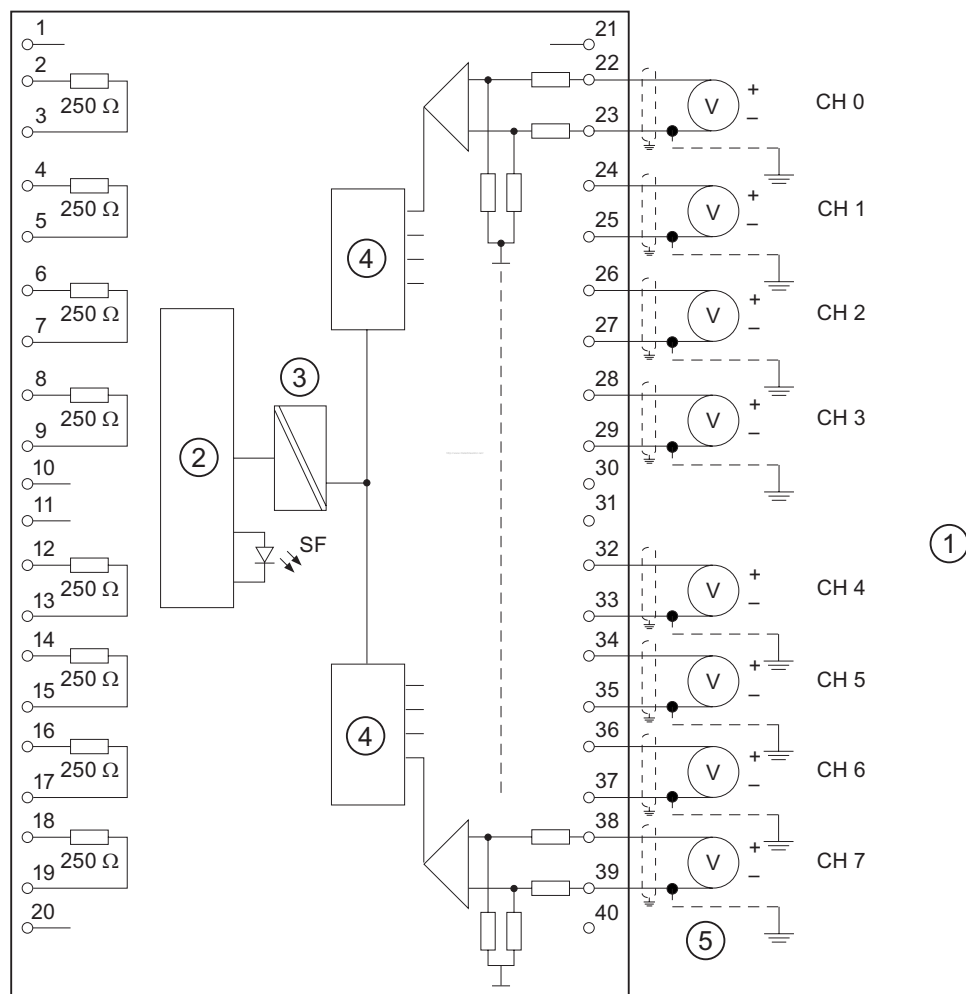 1 21
2 22
250 Ω + CH 0
3 23 V −
4 24
250 Ω + CH 1
5 25 V −
④
6 26
250 Ω + CH 2
7 27 V −
③
8 28
250 Ω + CH 3
9 29 V −
②
10 30
11 31
SF
①
12 32
250 Ω + CH 4
13 33 V −
14 34
250 Ω + CH 5
15 35 V −
④
16 36
250 Ω + CH 6
17 37 V −
18 38
250 Ω + CH 7
19 39 V −
20 40
⑤